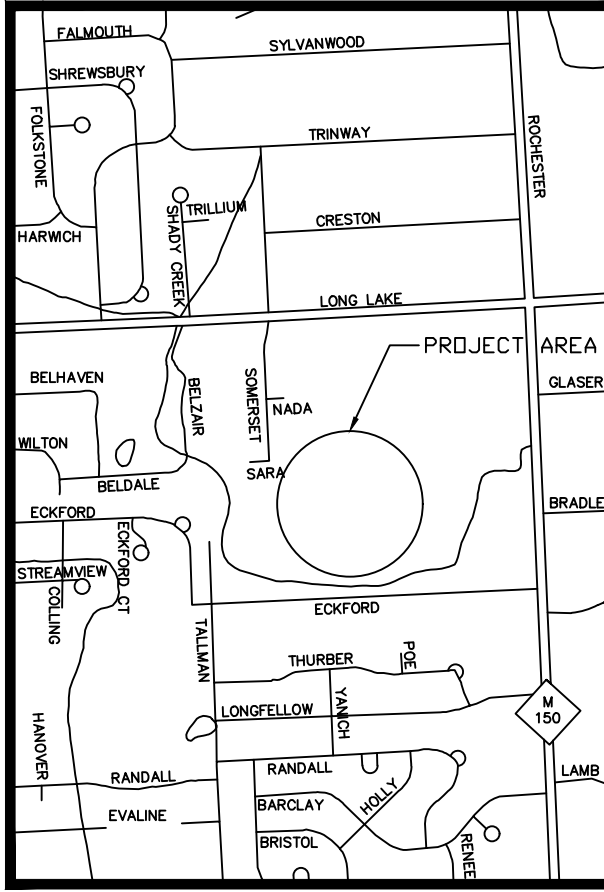 FALMOUTH
SYLVANWOOD
SHREWSBURY
FOLKSTONE
TRINWAY
ROCHESTER
TRILLIUM
SHADY CREEK
CRESTON
HARWICH
LONG LAKE
PROJECT AREA
BELHAVEN
BELZAIR
SOMERSET
NADA
GLASER
WILTON
SARA
BELDALE
ECKFORD
ECKFORD CT
BRADLE
STREAMVIEW
COLLING
ECKFORD
TALLMAN
THURBER
POE
LONGFELLOW
YANICH
M
150
HANOVER
RANDALL
RANDALL
LAMB
BARCLAY
HOLLY
EVALINE
BRISTOL
RENEE